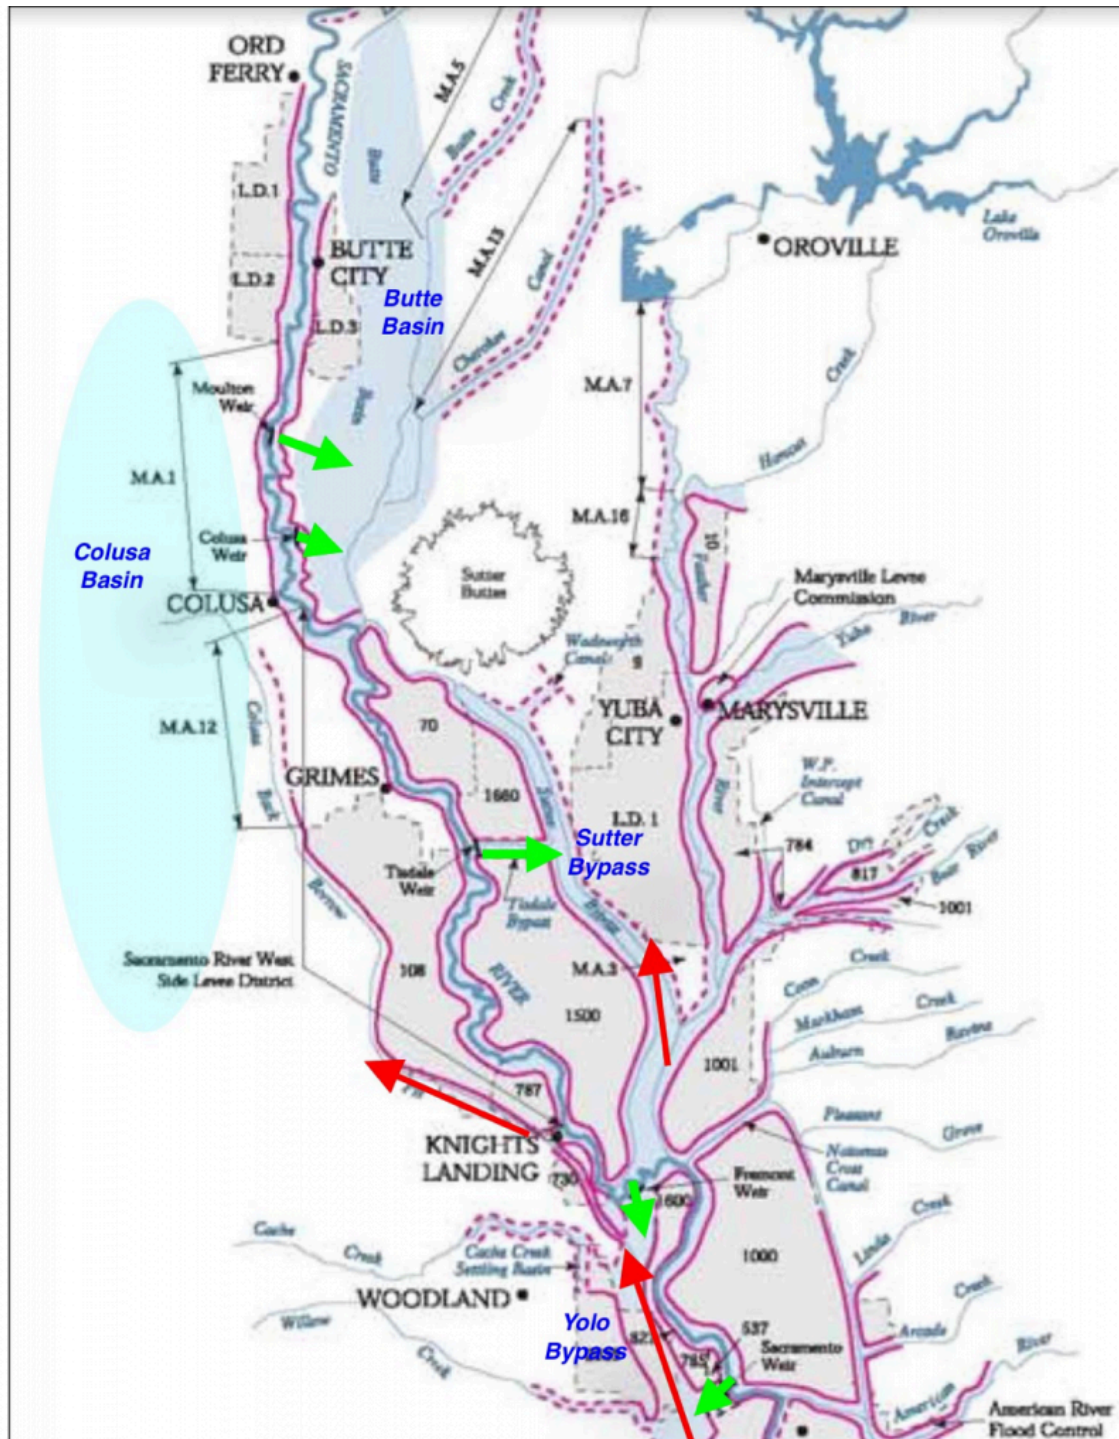 ORD
FERRY
SACRAMENTO
M.A.5
Butte
Creek
Butte
L.D.1
Lake
Oroville
OROVILLE
BUTTE
CITY
M.A.13
Canal
L.D.2
Butte
Basin
L.D.3
Cherokee
Creek
M.A.7
Moulton
Weir
Basin
Honcut
M.A.1
M.A.16
10
Colusa
Weir
Colusa
Basin
Sutter
Buttes
Feather
Marysville Levee
Commission
COLUSA
Yuba River
Wadsworth
Canal
9
M.A.12
Colusa
70
YUBA
CITY
MARYSVILLE
W.P.
Intercept
Canal
GRIMES
River
Back
1660
Sutter
L.D. 1
Creek
784
Dry
River
817
Bear
Tisdale
Weir
Sutter
Bypass
1001
Borrow
Tisdale
Bypass
Bypass
Sacramento River West
Side Levee District
108
RIVER
M.A.3
Creek
Coon
1500
Creek
Markham
Ravine
Auburn
1001
Pit
787
Pleasant
Grove
KNIGHTS
LANDING
Natomas
Cross
Canal
730
Fremont
Weir
1600
Creek
Cache
Creek
Cache Creek
Settling Basin
1000
Linda
WOODLAND
Creek
Willow
Yolo
Bypass
827
537
Arcade
785
Sacramento
Weir
River
Creek
American
American River
Flood Control